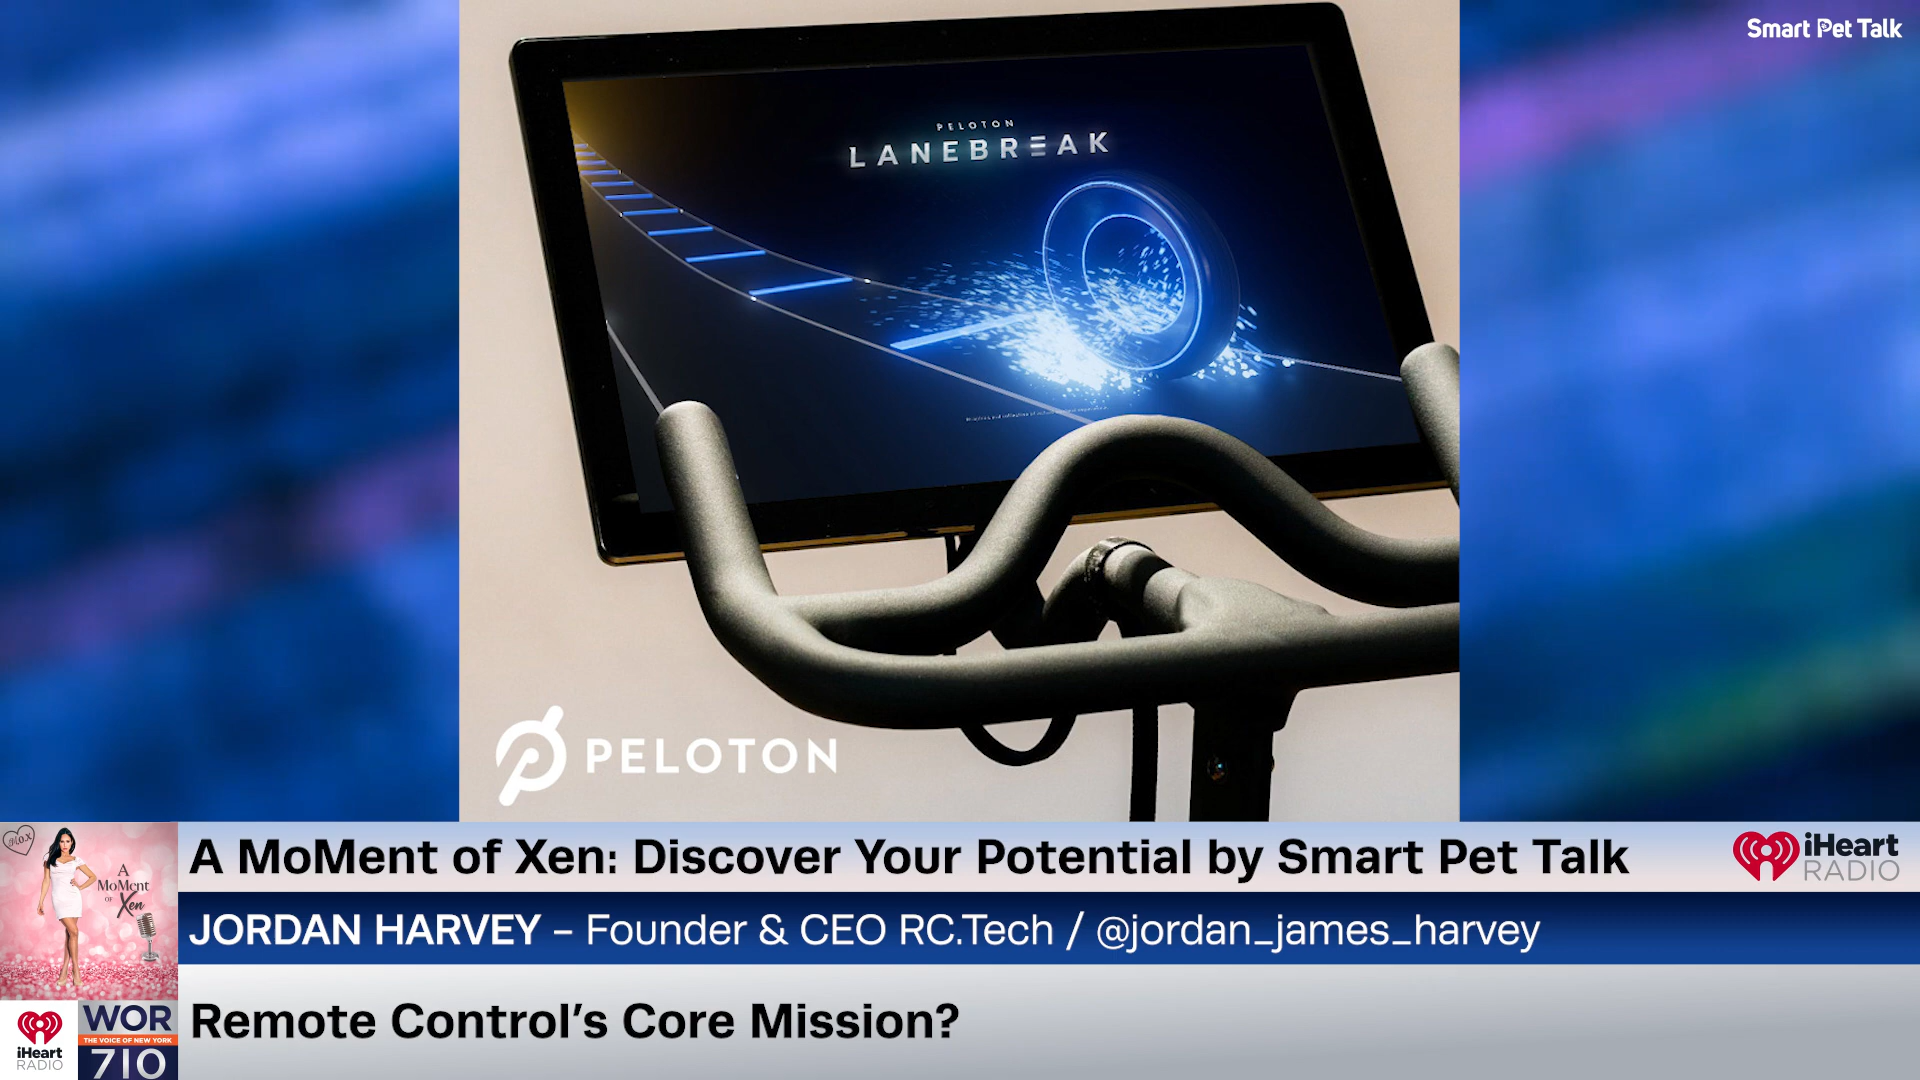 Smart Pet Talk
PELOTON
LANEBREAK
PELOTON
A MoMent of Xen: Discover Your Potential by Smart Pet Talk
iHeart
RADIO
JORDAN HARVEY – Founder & CEO RC.Tech / @jordan_james_harvey
Remote Control's Core Mission?
A
MoMent
OF
Xen
iHeart
RADIO
WOR
THE VOICE OF NEW YORK
710